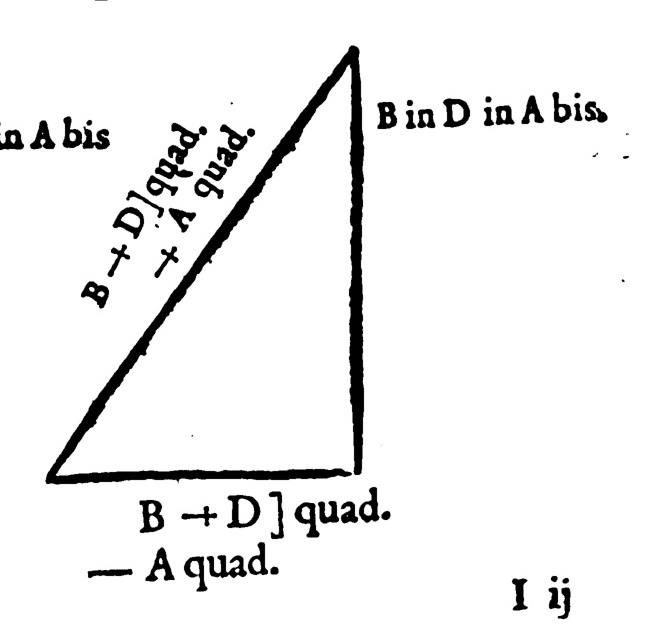 in A bis
B in D in A bis.
B + D ] quad.
+ A quad.
B + D ] quad.
— A quad.
I ij